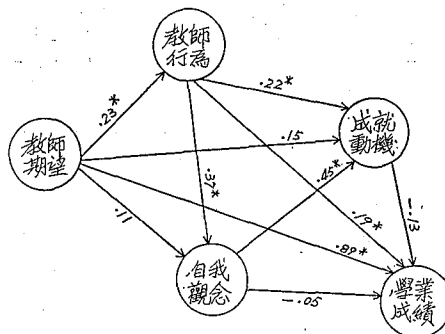 教師
行為
.23*
.22*
成就
動機
教師
期望
.15
.37*
.45*
.11
.19*
-.13
.89*
自我
觀念
-.05
學業
成績